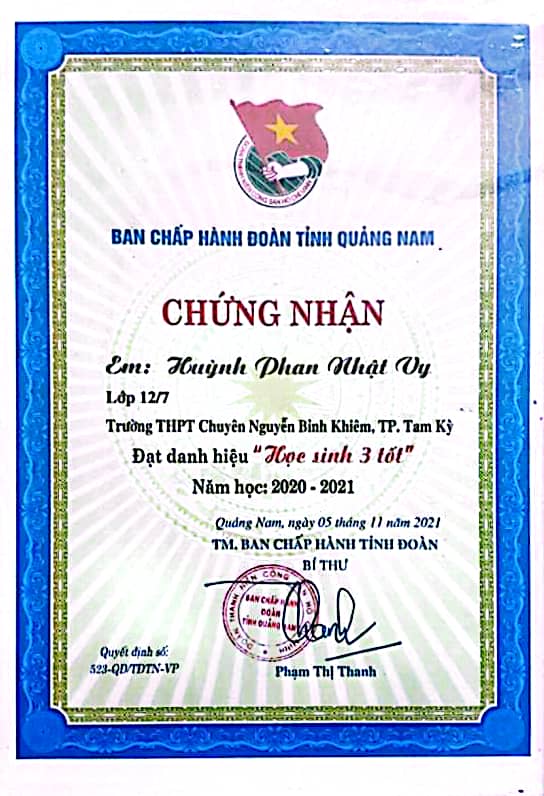 BAN CHẤP HÀNH ĐOÀN TỈNH QUẢNG NAM
CHỨNG NHẬN
Em: Huỳnh Phan Nhật Vy
Lớp 12/7
Trường THPT Chuyên Nguyễn Bỉnh Khiêm, TP. Tam Kỳ
Đạt danh hiệu "Học sinh 3 tốt"
Năm học: 2020 - 2021
Quảng Nam, ngày 05 tháng 11 năm 2021
TM. BAN CHẤP HÀNH TỈNH ĐOÀN
BÍ THƯ
BAN CHẤP HÀNH
ĐOÀN
TỈNH QUẢNG NAM
Quyết định số:
523-QĐ/TĐTN-VP
Phạm Thị Thanh